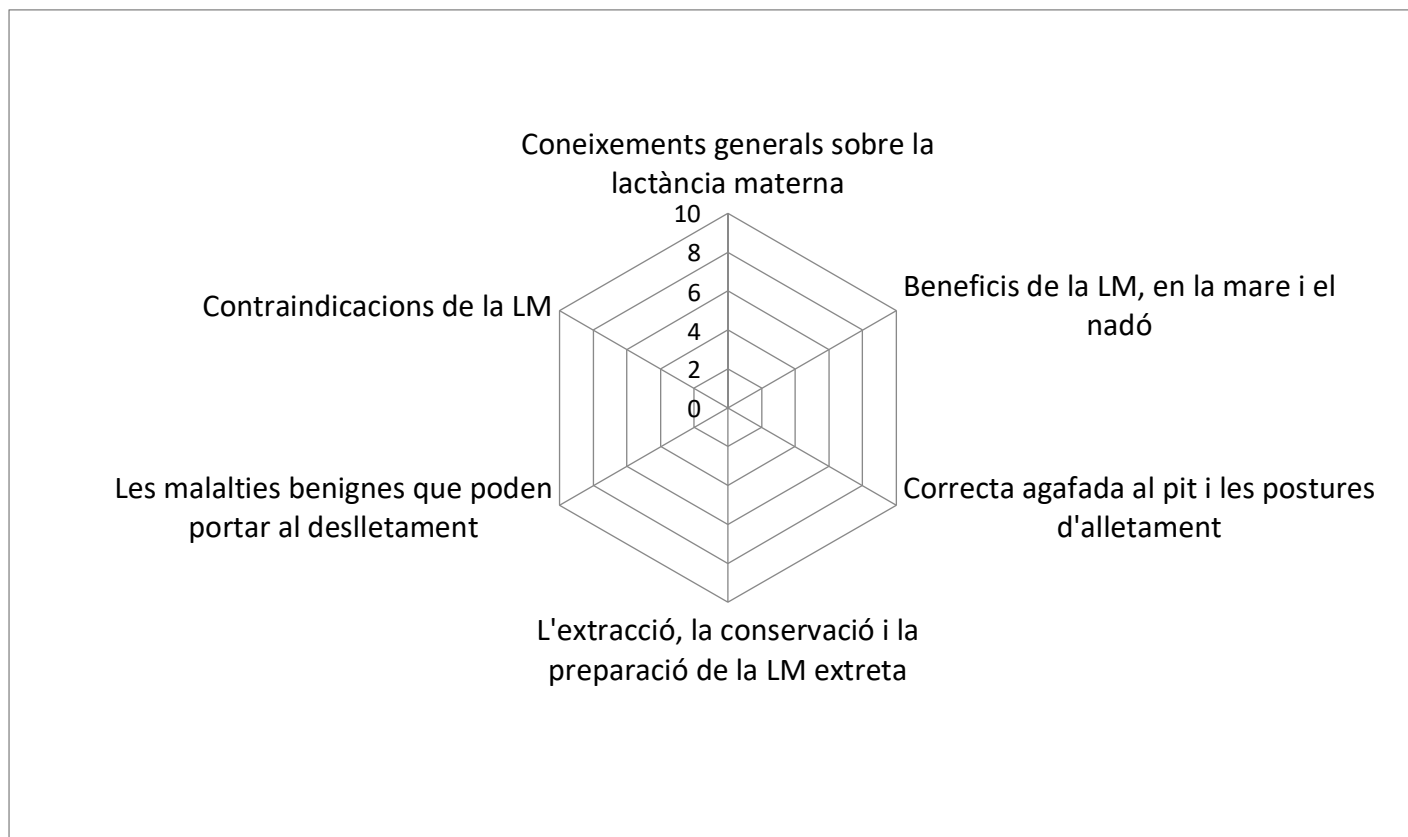 Coneixements generals sobre la
lactància materna
10
8
6
4
2
0
Beneficis de la LM, en la mare i el
nadó
Correcta agafada al pit i les postures
d'alletament
L'extracció, la conservació i la
preparació de la LM extreta
Les malalties benignes que poden
portar al deslletament
Contraindicacions de la LM